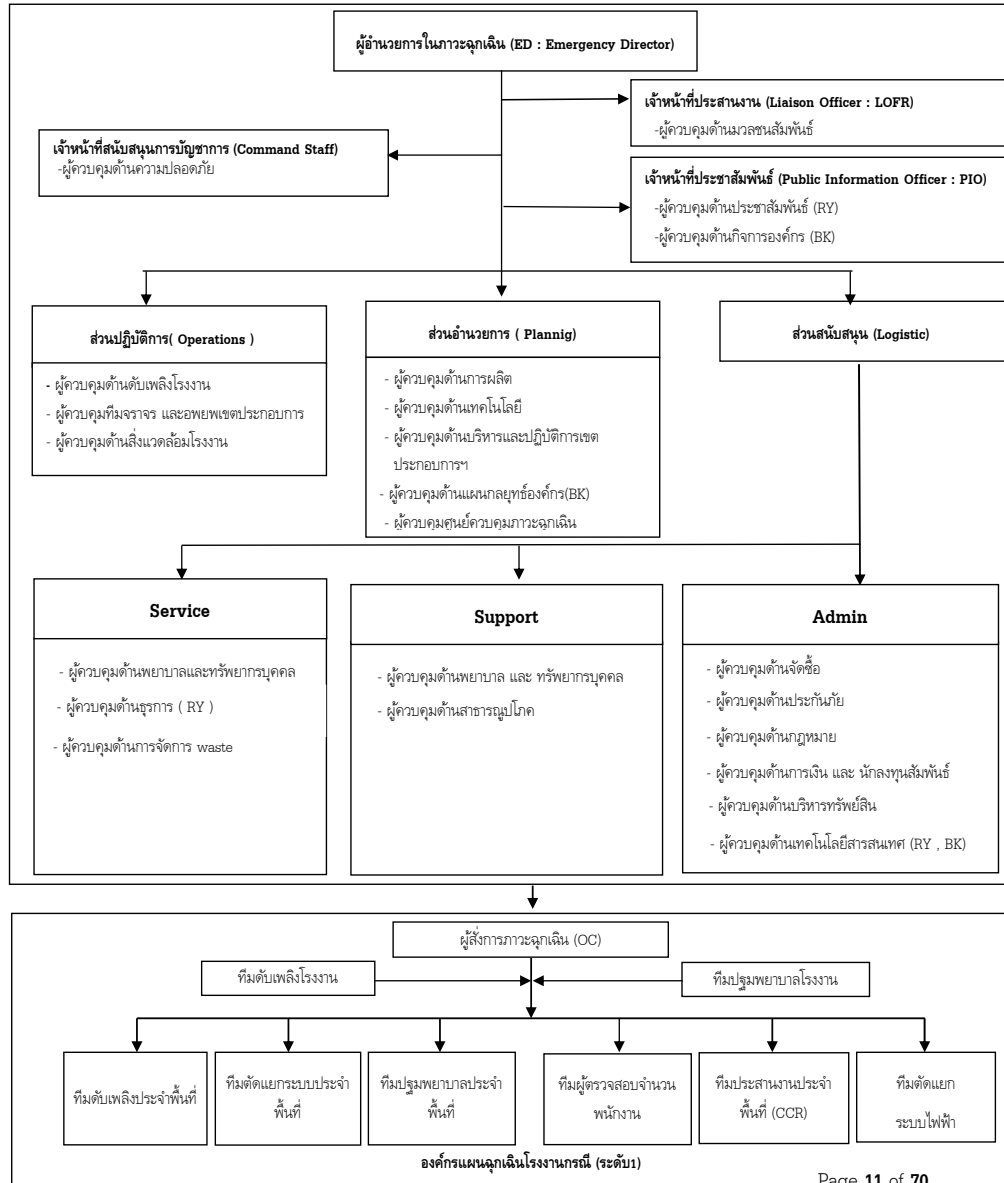 ผู้อำนวยการในภาวะฉุกเฉิน (ED : Emergency Director)
เจ้าหน้าที่ประสานงาน (Liaison Officer : LOFR)
-ผู้ควบคุมด้านมวลชนสัมพันธ์
เจ้าหน้าที่สนับสนุนการบัญชาการ (Command Staff)
-ผู้ควบคุมด้านความปลอดภัย
เจ้าหน้าที่ประชาสัมพันธ์ (Public Information Officer : PIO)
-ผู้ควบคุมด้านประชาสัมพันธ์ (RY)
-ผู้ควบคุมด้านกิจการองค์กร (BK)
ส่วนปฏิบัติการ( Operations )
- ผู้ควบคุมด้านดับเพลิงโรงงาน
- ผู้ควบคุมทีมจราจร และอพยพเขตประกอบการ
- ผู้ควบคุมด้านสิ่งแวดล้อมโรงงาน
ส่วนอำนวยการ ( Plannig)
- ผู้ควบคุมด้านการผลิต
- ผู้ควบคุมด้านเทคโนโลยี
- ผู้ควบคุมด้านบริหารและปฏิบัติการเขต
ประกอบการฯ
- ผู้ควบคุมด้านแผนกลยุทธ์องค์กร(BK)
- ผู้ควบคุมศูนย์ควบคุมภาวะฉุกเฉิน
ส่วนสนับสนุน (Logistic)
Service
- ผู้ควบคุมด้านพยาบาลและทรัพยากรบุคคล
- ผู้ควบคุมด้านธุรการ ( RY )
- ผู้ควบคุมด้านการจัดการ waste
Support
- ผู้ควบคุมด้านพยาบาล และ ทรัพยากรบุคคล
- ผู้ควบคุมด้านสาธารณูปโภค
Admin
- ผู้ควบคุมด้านจัดซื้อ
- ผู้ควบคุมด้านประกันภัย
- ผู้ควบคุมด้านกฎหมาย
- ผู้ควบคุมด้านการเงิน และ นักลงทุนสัมพันธ์
- ผู้ควบคุมด้านบริหารทรัพย์สิน
- ผู้ควบคุมด้านเทคโนโลยีสารสนเทศ (RY , BK)
ผู้สั่งการภาวะฉุกเฉิน (OC)
ทีมดับเพลิงโรงงาน
ทีมปฐมพยาบาลโรงงาน
ทีมดับเพลิงประจำพื้นที่
ทีมตัดแยกระบบประจำ
พื้นที่
ทีมปฐมพยาบาลประจำ
พื้นที่
ทีมผู้ตรวจสอบจำนวน
พนักงาน
ทีมประสานงานประจำ
พื้นที่ (CCR)
ทีมตัดแยก
ระบบไฟฟ้า
องค์กรแผนฉุกเฉินโรงงานกรณี (ระดับ1)
Page 11 of 70